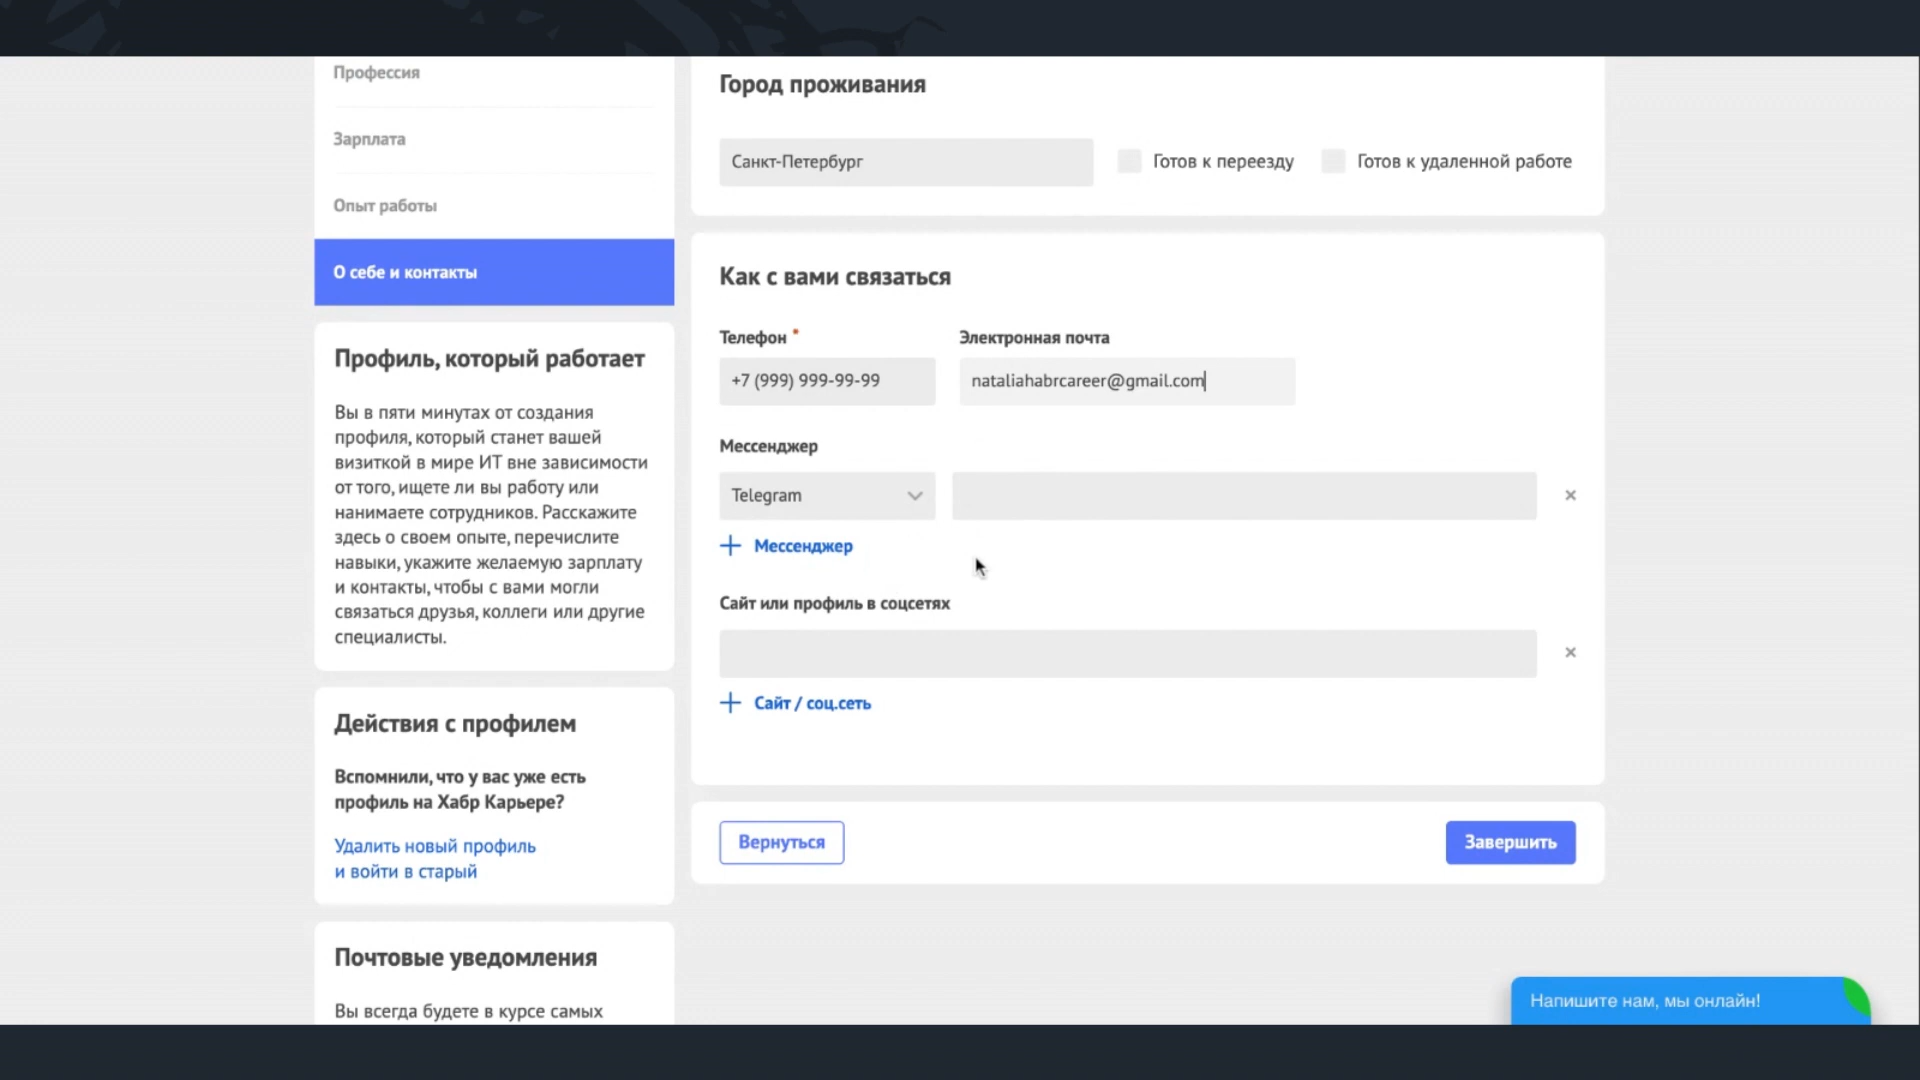 Профессия
Зарплата
Опыт работы
О себе и контакты
Профиль, который работает
Вы в пяти минутах от создания
профиля, который станет вашей
визиткой в мире ИТ вне зависимости
от того, ищете ли вы работу или
нанимаете сотрудников. Расскажите
здесь о своем опыте, перечислите
навыки, укажите желаемую зарплату
и контакты, чтобы с вами могли
связаться друзья, коллеги или другие
специалисты.
Действия с профилем
Вспомнили, что у вас уже есть
профиль на Хабр Карьере?
Удалить новый профиль
и войти в старый
Почтовые уведомления
Вы всегда будете в курсе самых
Город проживания
Санкт-Петербург
Готов к переезду
Готов к удаленной работе
Как с вами связаться
Телефон *
Электронная почта
+7 (999) 999-99-99
nataliahabrcareer@gmail.com
Мессенджер
Telegram
+ Мессенджер
Сайт или профиль в соцсетях
+ Сайт / соц.сеть
Вернуться
Завершить
Напишите нам, мы онлайн!